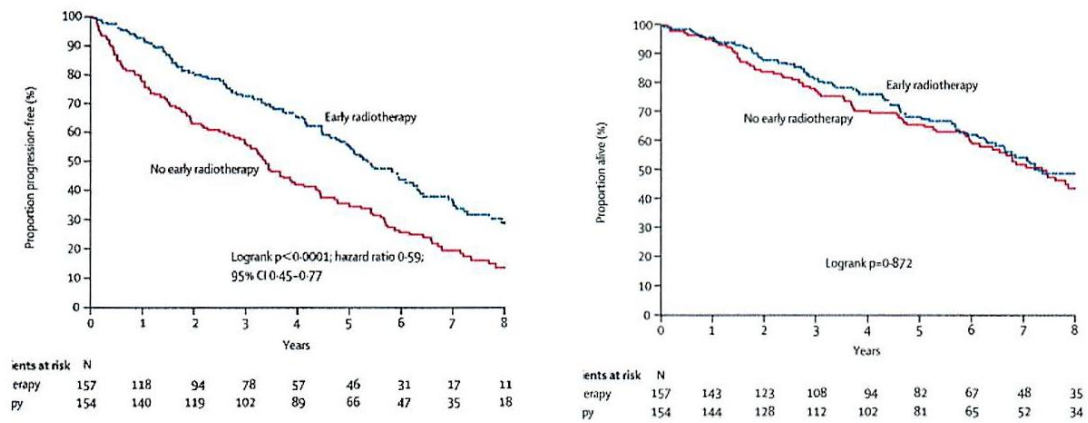 100
90
80
70
60
50
40
30
20
10
0
Proportion progression-free (%)
Early radiotherapy
No early radiotherapy
Logrank p<0·0001; hazard ratio 0·59;
95% CI 0·45–0·77
0 1 2 3 4 5 6 7 8
Years
ients at risk N
erapy 157 118 94 78 57 46 31 17 11
py 154 140 119 102 89 66 47 35 18
100
90
80
70
60
50
40
30
20
10
0
Proportion alive (%)
Early radiotherapy
No early radiotherapy
Logrank p=0·872
0 1 2 3 4 5 6 7 8
Years
ents at risk N
erapy 157 143 123 108 94 82 67 48 35
py 154 144 128 112 102 81 65 52 34